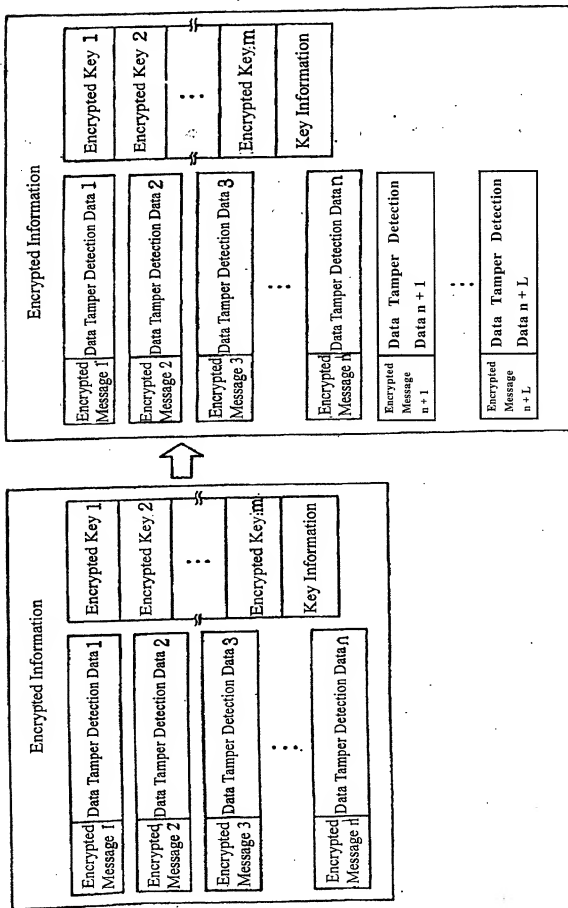 Encrypted Information
Encrypted
Message 1
Data Tamper Detection Data 1
Encrypted
Message 2
Data Tamper Detection Data 2
Encrypted
Message 3
Data Tamper Detection Data 3
Encrypted
Message n
Data Tamper Detection Data n
Encrypted Key 1
Encrypted Key 2
Encrypted Key m
Key Information
Encrypted Information
Encrypted
Message 1
Data Tamper Detection Data 1
Encrypted
Message 2
Data Tamper Detection Data 2
Encrypted
Message 3
Data Tamper Detection Data 3
Encrypted
Message n
Data Tamper Detection Data n
Encrypted
Message
n + 1
Data Tamper Detection
Data n + 1
Encrypted
Message
n + L
Data Tamper Detection
Data n + L
Encrypted Key 1
Encrypted Key 2
Encrypted Key m
Key Information